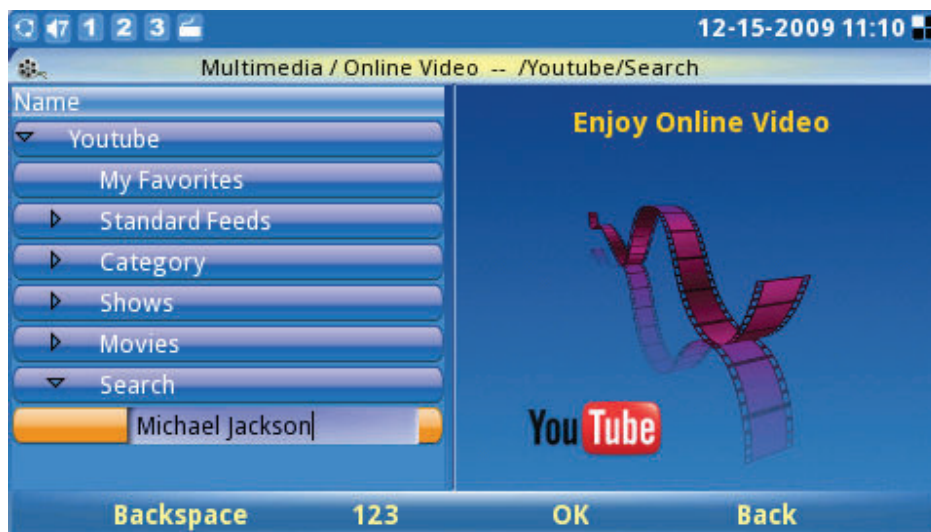 47 1 2 3 12-15-2009 11:10
Multimedia / Online Video -- /Youtube/Search
Name
Youtube
My Favorites
Standard Feeds
Category
Shows
Movies
Search
Michael Jackson
Enjoy Online Video
YouTube
Backspace 123 OK Back